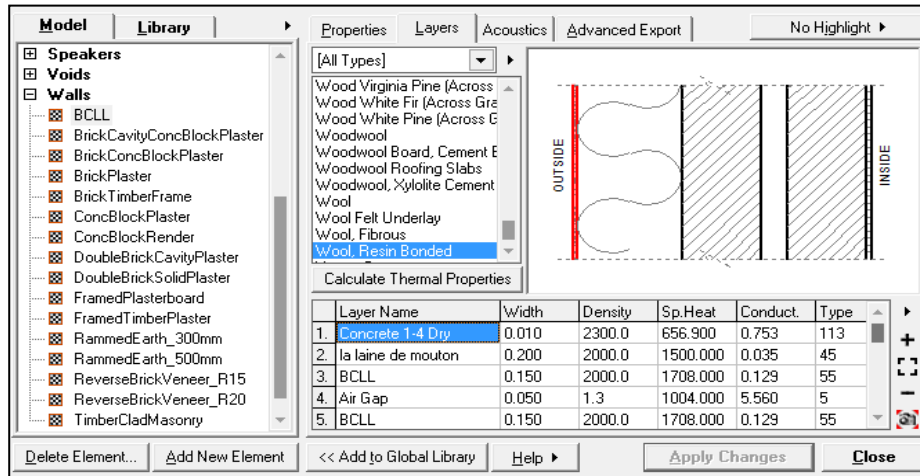 Model Library
Speakers
Voids
Walls
BCLL
BrickCavityConcBlockPlaster
BrickConcBlockPlaster
BrickPlaster
BrickTimberFrame
ConcBlockPlaster
ConcBlockRender
DoubleBrickCavityPlaster
DoubleBrickSolidPlaster
FramedPlasterboard
FramedTimberPlaster
RammedEarth_300mm
RammedEarth_500mm
ReverseBrickVeneer_R15
ReverseBrickVeneer_R20
TimberCladMasonry
Delete Element... Add New Element
Properties Layers Acoustics Advanced Export No Highlight
[All Types]
Wood Virginia Pine (Across
Wood White Fir (Across Gra
Wood White Pine (Across G
Woodwool
Woodwool Board, Cement B
Woodwool Roofing Slabs
Woodwool, Xylolite Cement
Wool
Wool Felt Underlay
Wool, Fibrous
Wool, Resin Bonded
Calculate Thermal Properties
OUTSIDE
INSIDE
Layer Name Width Density Sp.Heat Conduct. Type
1. Concrete 1-4 Dry 0.010 2300.0 656.900 0.753 113
2. la laine de mouton 0.200 2000.0 1500.000 0.035 45
3. BCLL 0.150 2000.0 1708.000 0.129 55
4. Air Gap 0.050 1.3 1004.000 5.560 5
5. BCLL 0.150 2000.0 1708.000 0.129 55
<< Add to Global Library Help Apply Changes Close